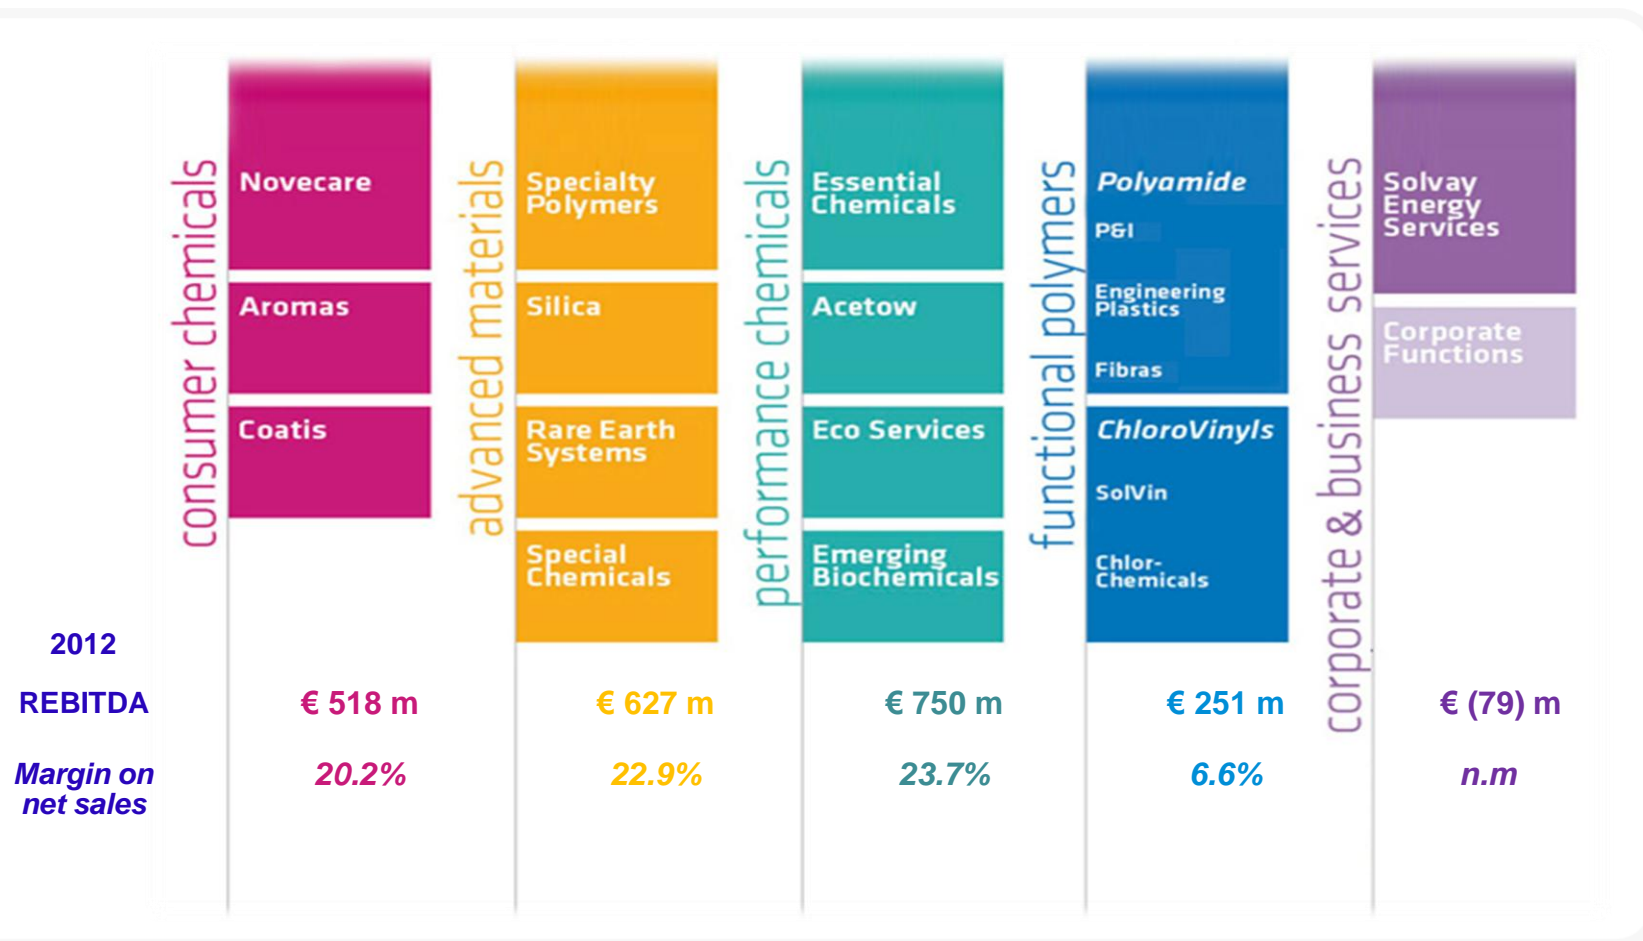 consumer chemicals
Novecare
Aromas
Coatis
advanced materials
Specialty
Polymers
Silica
Rare Earth
Systems
Special
Chemicals
performance chemicals
Essential
Chemicals
Acetow
Eco Services
Emerging
Biochemicals
functional polymers
Polyamide
P&I
Engineering
Plastics
Fibras
ChloroVinyls
SolVin
Chlor-
Chemicals
corporate & business services
Solvay
Energy
Services
Corporate
Functions
2012
REBITDA
€ 518 m
€ 627 m
€ 750 m
€ 251 m
€ (79) m
Margin on
net sales
20.2%
22.9%
23.7%
6.6%
n.m